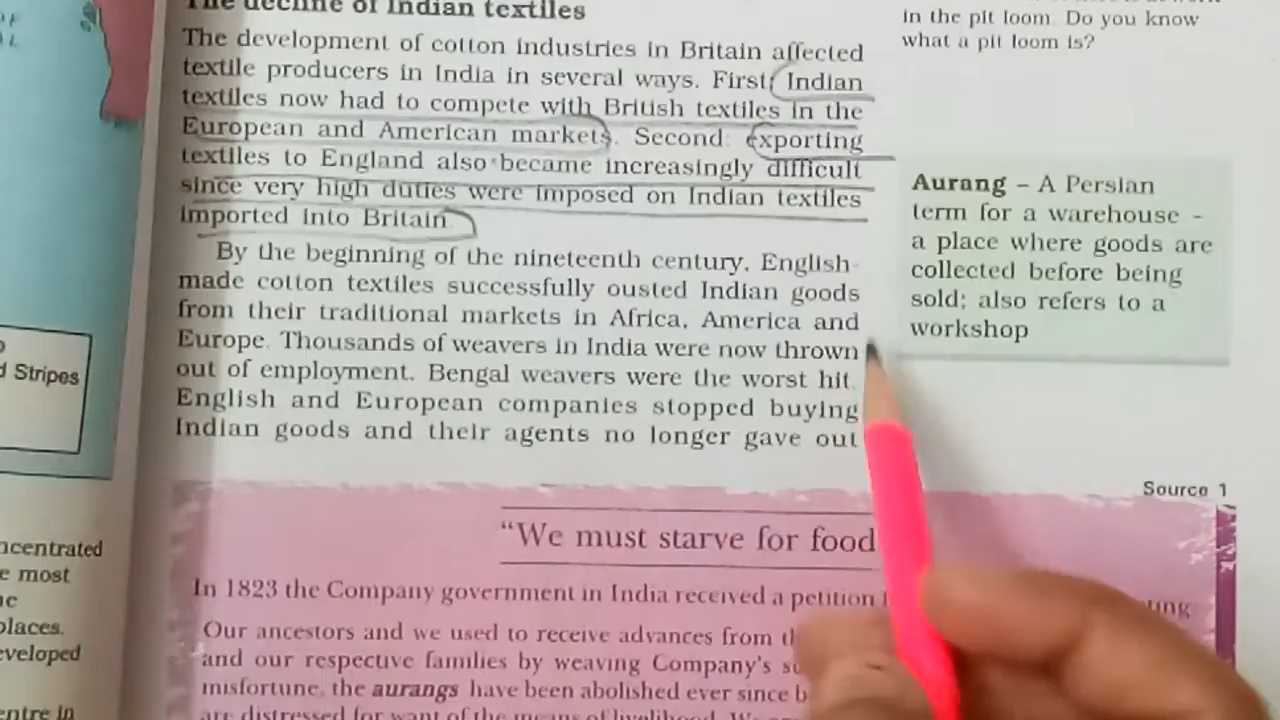 The decline of Indian textiles
The development of cotton industries in Britain affected
textile producers in India in several ways. First: Indian
textiles now had to compete with British textiles in the
European and American markets. Second: exporting
textiles to England also became increasingly difficult
since very high duties were imposed on Indian textiles
imported into Britain.
By the beginning of the nineteenth century, English-
made cotton textiles successfully ousted Indian goods
from their traditional markets in Africa, America and
Europe. Thousands of weavers in India were now thrown
out of employment. Bengal weavers were the worst hit.
English and European companies stopped buying
Indian goods and their agents no longer gave out
in the pit loom. Do you know
what a pit loom is?
Aurang – A Persian
term for a warehouse –
a place where goods are
collected before being
sold; also refers to a
workshop
Source 1
"We must starve for food
In 1823 the Company government in India received a petition
Our ancestors and we used to receive advances from
and our respective families by weaving Company's
misfortune, the aurangs have been abolished ever since
are distressed for want of the means of livelihood.
d Stripes
ncentrated
e most
places.
eveloped
entre in